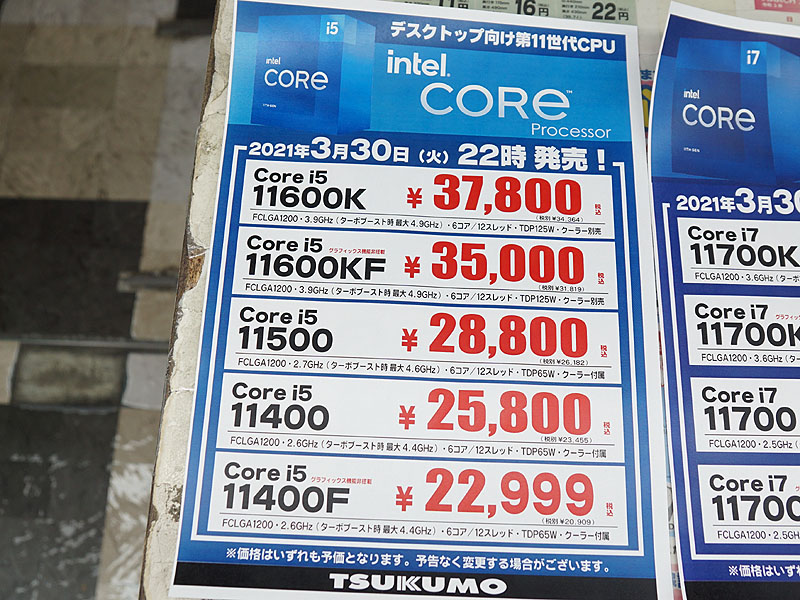 16円
22円
i5
intel
CORE
11TH GEN
デスクトップ向け第11世代CPU
intel.
CORE™
Processor
2021年3月30日(火) 22時 発売!
Core i5
11600K
¥37,800 税込
(税別 ¥34,364)
FCLGA1200・3.9GHz(ターボブースト時 最大 4.9GHz)・6コア/12スレッド・TDP125W・クーラー別売
Core i5 グラフィックス機能非搭載
11600KF
¥35,000 税込
(税別 ¥31,819)
FCLGA1200・3.9GHz(ターボブースト時 最大 4.9GHz)・6コア/12スレッド・TDP125W・クーラー別売
Core i5
11500
¥28,800 税込
(税別 ¥26,182)
FCLGA1200・2.7GHz(ターボブースト時 最大 4.6GHz)・6コア/12スレッド・TDP65W・クーラー付属
Core i5
11400
¥25,800 税込
(税別 ¥23,455)
FCLGA1200・2.6GHz(ターボブースト時 最大 4.4GHz)・6コア/12スレッド・TDP65W・クーラー付属
Core i5 グラフィックス機能非搭載
11400F
¥22,999 税込
(税別 ¥20,909)
FCLGA1200・2.6GHz(ターボブースト時 最大 4.4GHz)・6コア/12スレッド・TDP65W・クーラー付属
※価格はいずれも予価となります。予告なく変更する場合がございます。
TSUKUMO
i7
intel
CORE
11TH GEN
2021年3月30
Core i7
11700K
FCLGA1200・3.6GHz(ターボ
Core i7
11700K
FCLGA1200・3.6GHz(ター
Core i7
11700
FCLGA1200・2.5GHz(
Core i7
11700
FCLGA1200・2.5GHz
※価格はいずれ